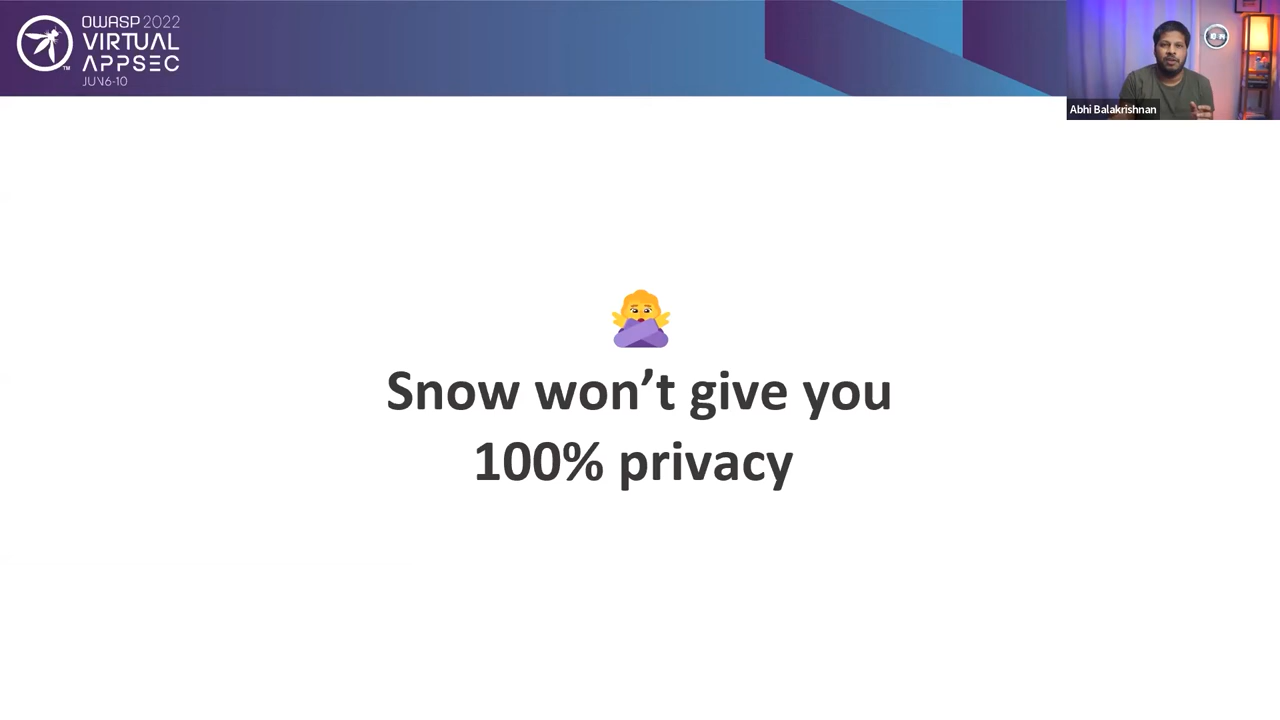 OWASP 2022
VIRTUAL
APPSEC
JUN 6-10
Abhi Balakrishnan
Snow won’t give you
100% privacy